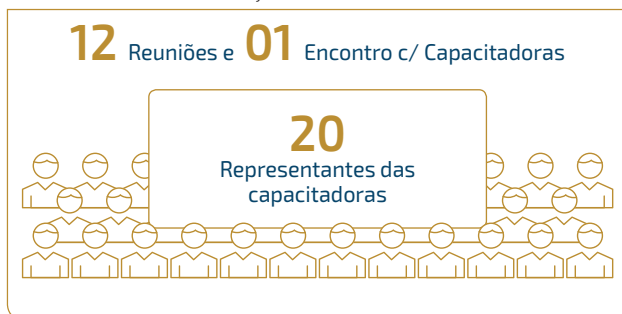 12 Reuniões e 01 Encontro c/ Capacitadoras
20
Representantes das
capacitadoras